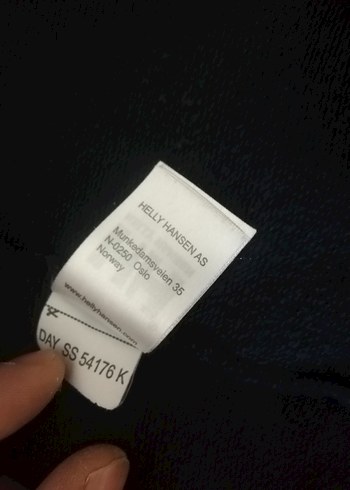 HELLY HANSEN AS
Munkedamsveien 35
N-0250 Oslo
Norway
www.hellyhansen.com
DAY SS 54176 K